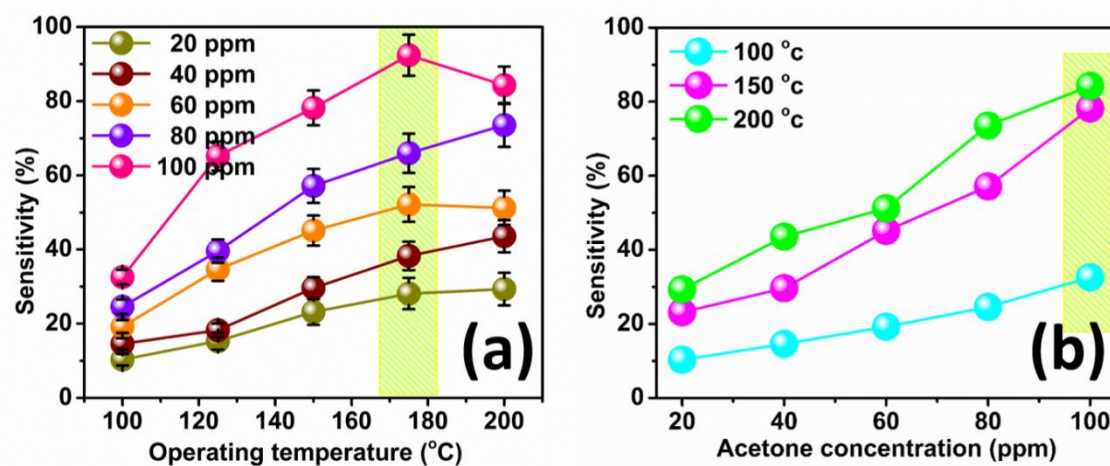 100
80
60
40
20
0
Sensitivity (%)
20 ppm
40 ppm
60 ppm
80 ppm
100 ppm
(a)
100 120 140 160 180 200
Operating temperature (°C)
100
80
60
40
20
0
Sensitivity (%)
100 °c
150 °c
200 °c
(b)
20 40 60 80 100
Acetone concentration (ppm)